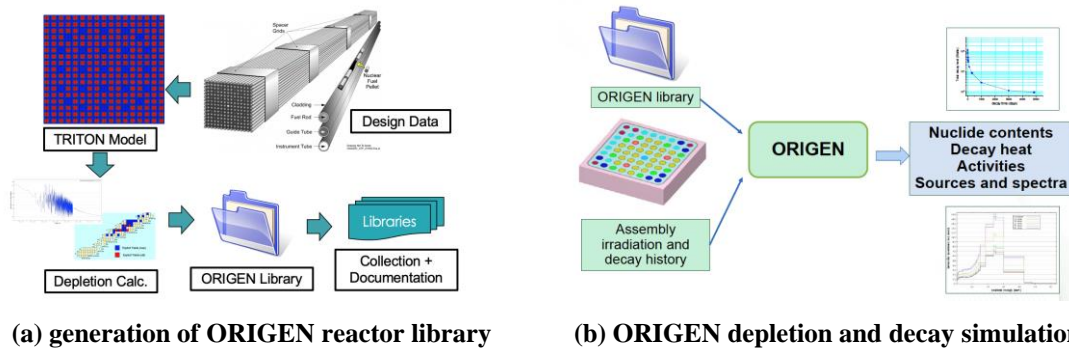 Spacer
Grids
Nuclear
Fuel
Pellet
Cladding
Fuel Rod
Guide Tube
Instrument Tube
Design Data
TRITON Model
Depletion Calc.
ORIGEN Library
Libraries
Collection +
Documentation
(a) generation of ORIGEN reactor library
ORIGEN library
Assembly
irradiation and
decay history
ORIGEN
Nuclide contents
Decay heat
Activities
Sources and spectra
(b) ORIGEN depletion and decay simulation